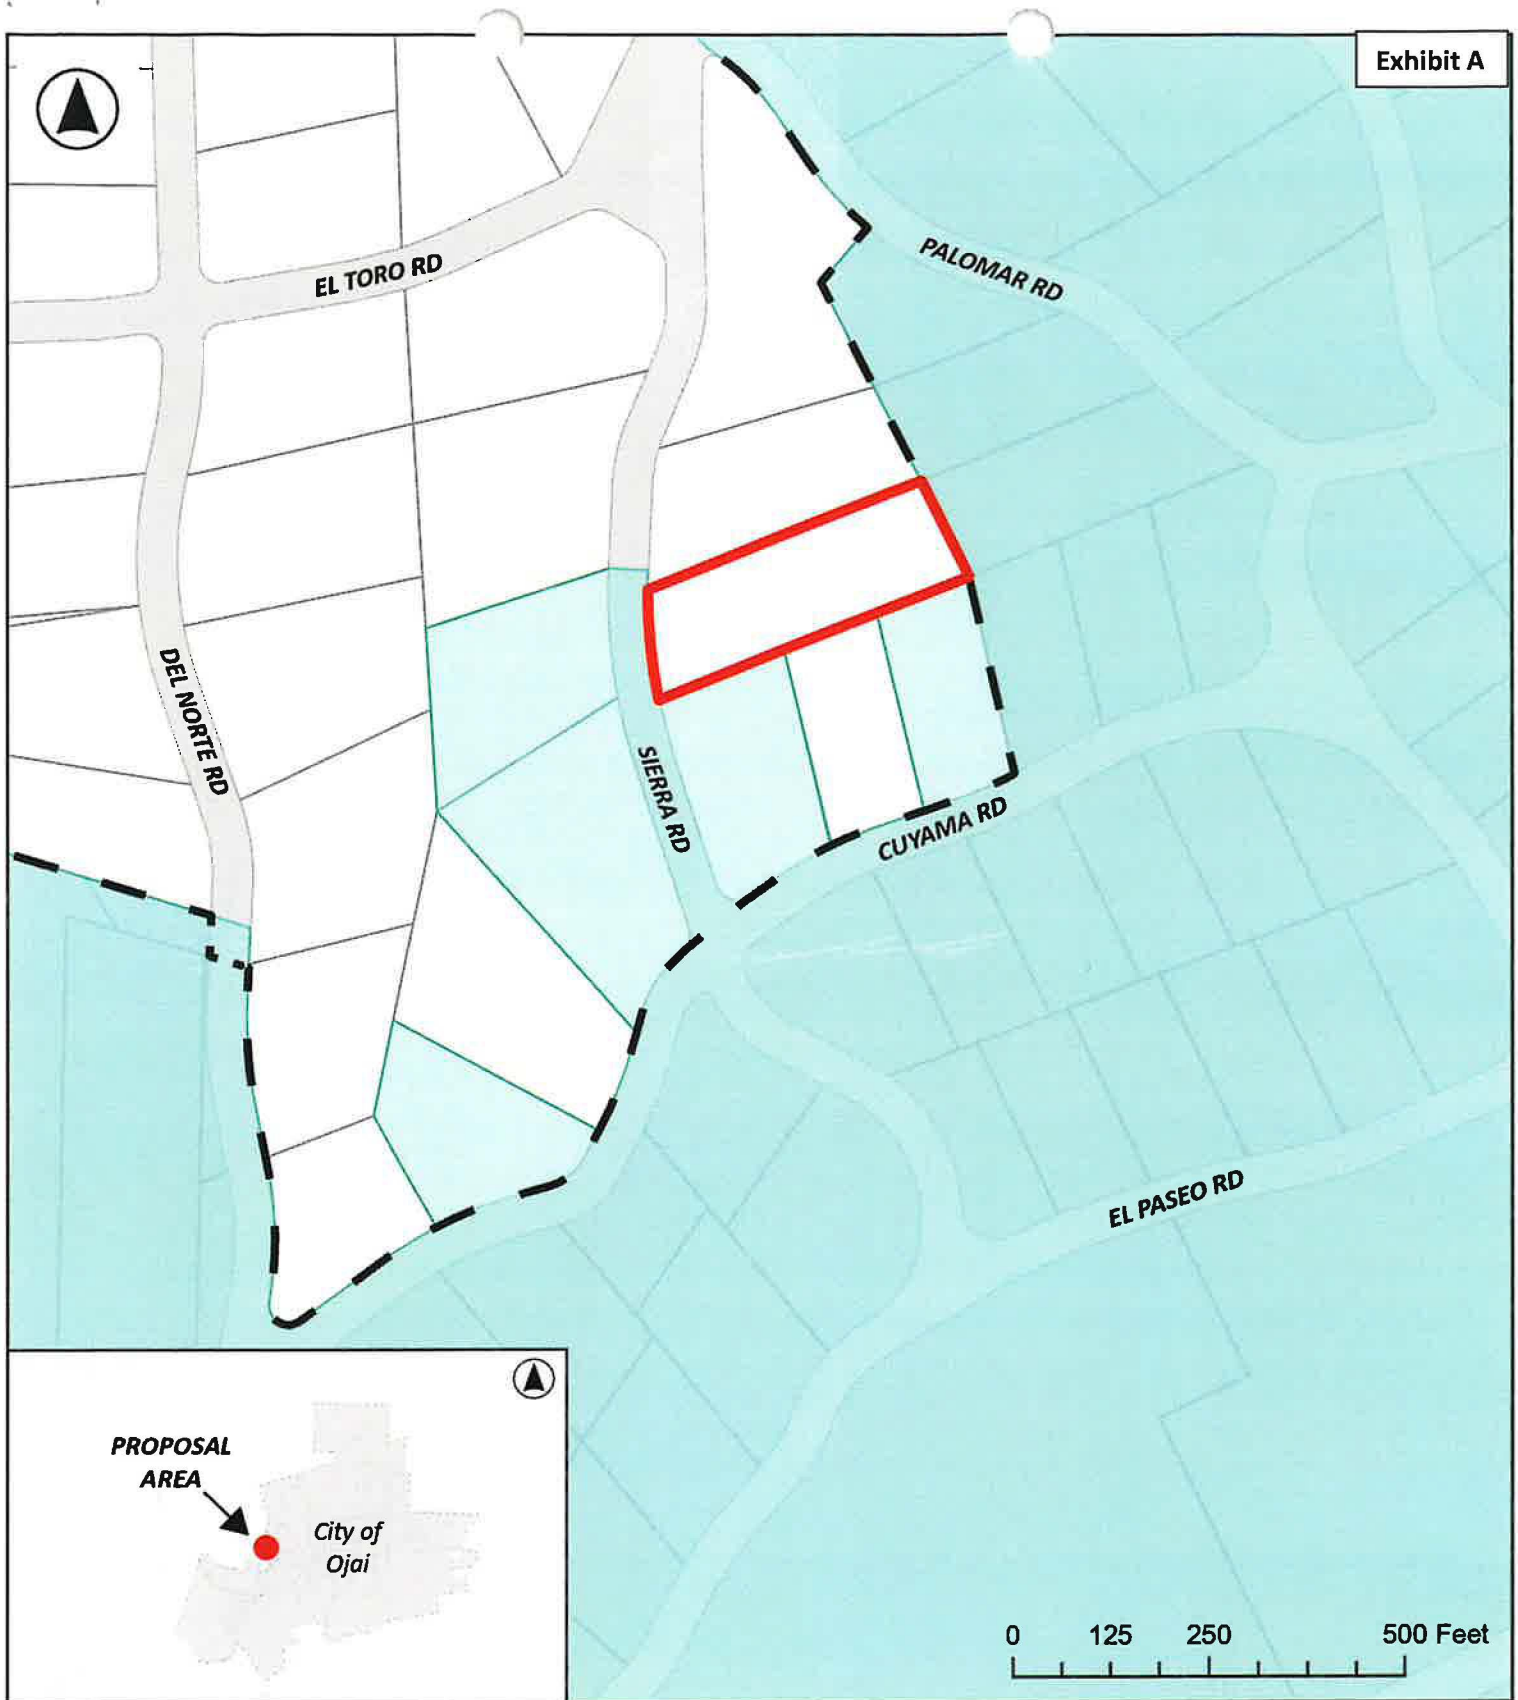 Exhibit A
EL TORO RD
PALOMAR RD
DEL NORTE RD
SIERRA RD
CUYAMA RD
EL PASEO RD
PROPOSAL
AREA
City of
Ojai
0 125 250 500 Feet